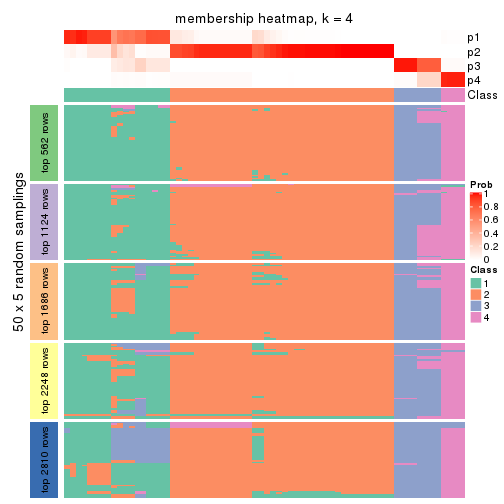 membership heatmap, k = 4
p1
p2
p3
p4
Class
50 x 5 random samplings
top 562 rows
top 1124 rows
top 1686 rows
top 2248 rows
top 2810 rows
Prob
1
0.8
0.6
0.4
0.2
0
Class
1
2
3
4